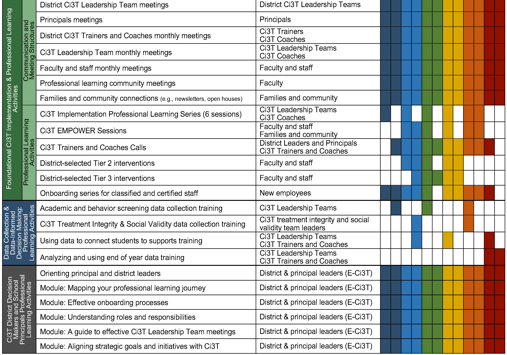 Foundational Ci3T Implementation & Professional Learning
Activities
Communication and
Meeting Structures
District Ci3T Leadership Team meetings
District Ci3T Leadership Teams
Principals meetings
Principals
District Ci3T Trainers and Coaches monthly meetings
Ci3T Trainers
Ci3T Coaches
Ci3T Leadership Team monthly meetings
Ci3T Leadership Teams
Ci3T Coaches
Faculty and staff monthly meetings
Faculty and staff
Professional learning community meetings
Faculty
Families and community connections (e.g., newsletters, open houses)
Families and community
Professional Learning
Activities
Ci3T Implementation Professional Learning Series (6 sessions)
Ci3T Leadership Teams
Ci3T Coaches
Ci3T EMPOWER Sessions
Faculty and staff
Families and community
Ci3T Trainers and Coaches Calls
District Leaders and Principals
Ci3T Trainers and Coaches
District-selected Tier 2 interventions
Faculty and staff
District-selected Tier 3 interventions
Faculty and staff
Onboarding series for classified and certified staff
New employees
Data Collection &
Data-informed
Decision Making:
Professional
Learning Activities
Academic and behavior screening data collection training
Ci3T Leadership Teams
Ci3T Treatment Integrity & Social Validity data collection training
Ci3T treatment integrity and social
validity team leaders
Using data to connect students to supports training
Ci3T Leadership Teams
Ci3T Trainers and Coaches
Analyzing and using end of year data training
Ci3T Leadership Teams
Ci3T Trainers and Coaches
Ci3T District Decision
Makers and School
Principals Professional
Learning Activities
Orienting principal and district leaders
District & principal leaders (E-Ci3T)
Module: Mapping your professional learning journey
District & principal leaders (E-Ci3T)
Module: Effective onboarding processes
District & principal leaders (E-Ci3T)
Module: Understanding roles and responsibilities
District & principal leaders (E-Ci3T)
Module: A guide to effective Ci3T Leadership Team meetings
District & principal leaders (E-Ci3T)
Module: Aligning strategic goals and initiatives with Ci3T
District & principal leaders (E-Ci3T)